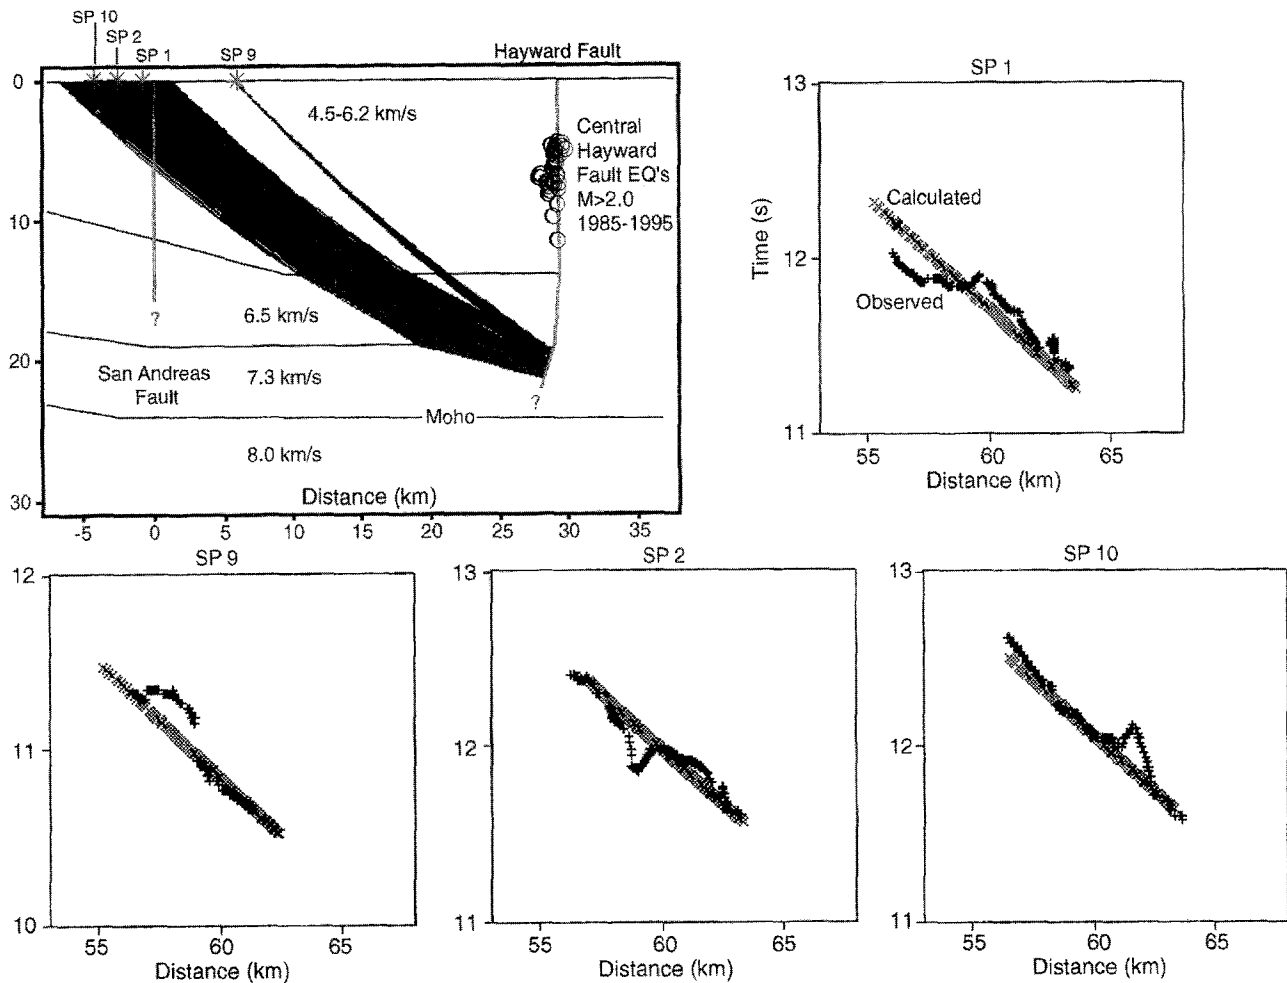 SP 10
SP 2
SP 1
SP 9
Hayward Fault
0
10
20
30
4.5-6.2 km/s
Central
Hayward
Fault EQ's
M>2.0
1985-1995
?
6.5 km/s
San Andreas
Fault
7.3 km/s
?
Moho
8.0 km/s
Distance (km)
-5 0 5 10 15 20 25 30 35
SP 1
13
12
11
Time (s)
Calculated
Observed
55 60 65
Distance (km)
SP 9
12
11
10
55 60 65
Distance (km)
SP 2
13
12
11
55 60 65
Distance (km)
SP 10
13
12
11
55 60 65
Distance (km)